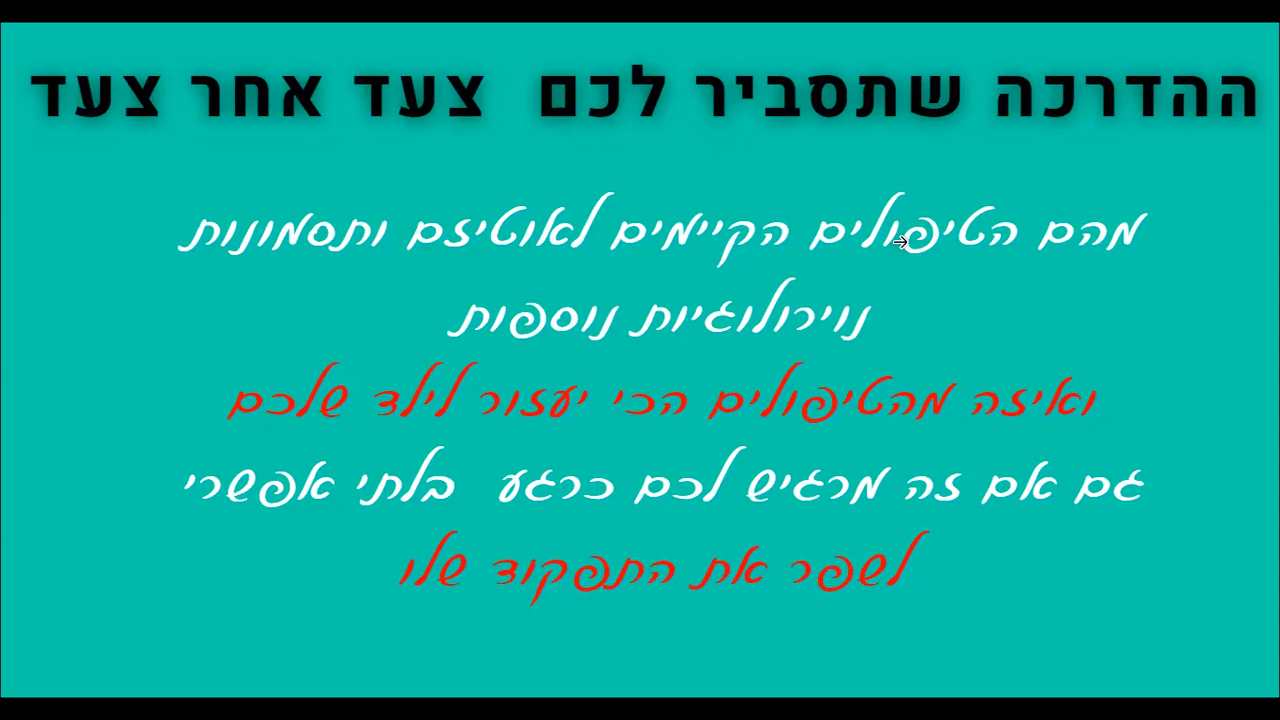 ההדרכה שתסביר לכם צעד אחר צעד
מהם הטיפולים הקיימים לאוטיזם ותסמונות
נוירולוגיות נוספות
ואיזה מהטיפולים הכי יעזור לילד שלכם
גם אם זה מרגיש לכם כרגע בלתי אפשרי
לשפר את התפקוד שלו